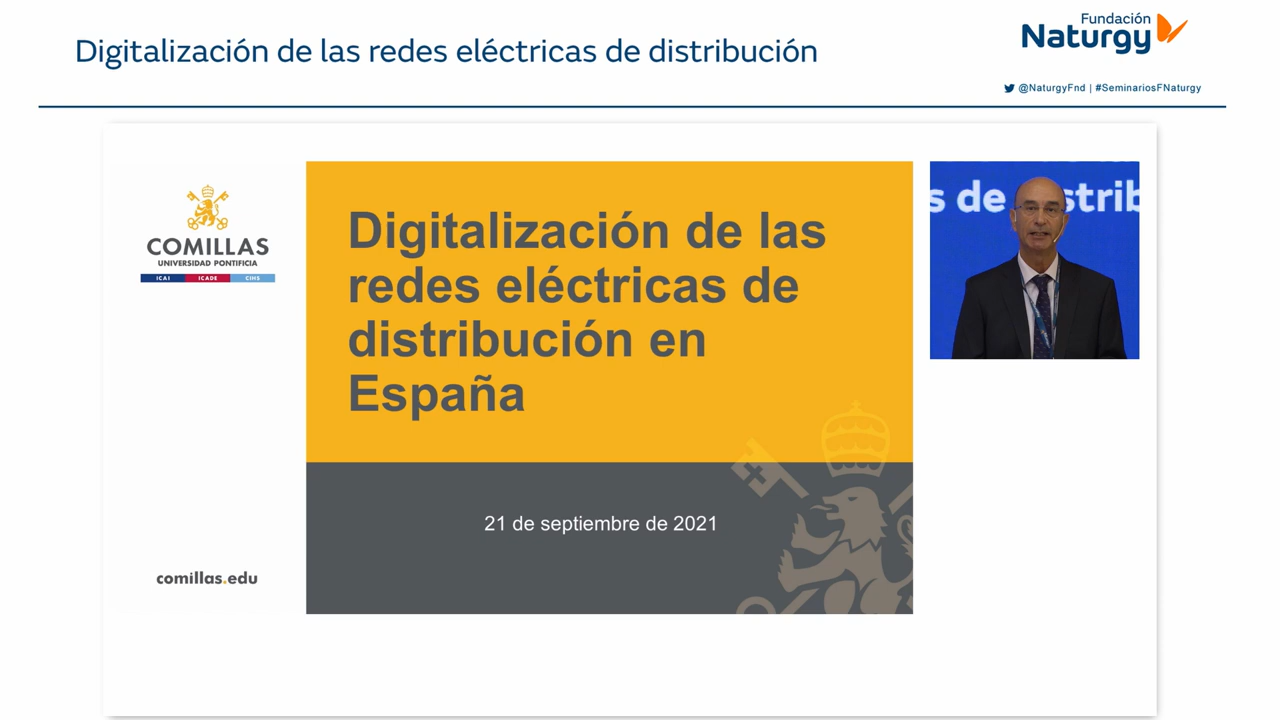 Digitalización de las redes eléctricas de distribución
Fundación
Naturgy
@NaturgyFnd | #SeminariosFNaturgy
COMILLAS
UNIVERSIDAD PONTIFICIA
ICAI ICADE CIHS
Digitalización de las
redes eléctricas de
distribución en
España
21 de septiembre de 2021
comillas.edu
s de distrib